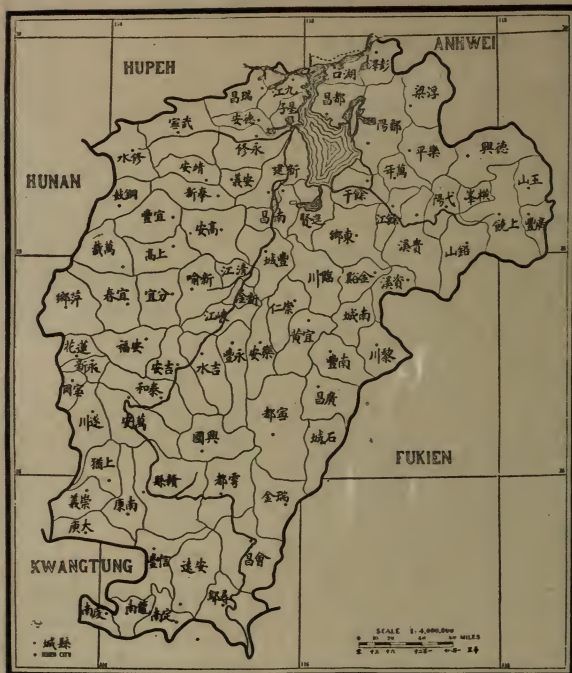 ANHWEI
HUPEH
彭澤
湖口
九江
瑞昌
都昌
浮梁
星子
德安
鄱陽
武寧
永修
修水
靖安
新建
安義
奉新
銅鼓
萬年
樂平
德興
玉山
橫峯
弋陽
餘干
餘江
進賢
南昌
HUNAN
宜豐
高安
東鄉
貴溪
上饒
廣豐
鉛山
萬載
上高
豐城
清江
臨川
金谿
資溪
萍鄉
宜春
分宜
新喻
新淦
崇仁
南城
峽江
宜黃
蓮花
安福
吉安
吉水
永豐
樂安
南豐
黎川
永新
寧岡
泰和
廣昌
遂川
萬安
寧都
石城
興國
FUKIEN
上猶
贛縣
雩都
瑞金
崇義
南康
大庾
會昌
KWANGTUNG
信豐
安遠
尋鄔
虔南
龍南
定南
縣城
HSIEN CITY
SCALE 1:4,000,000
MILES